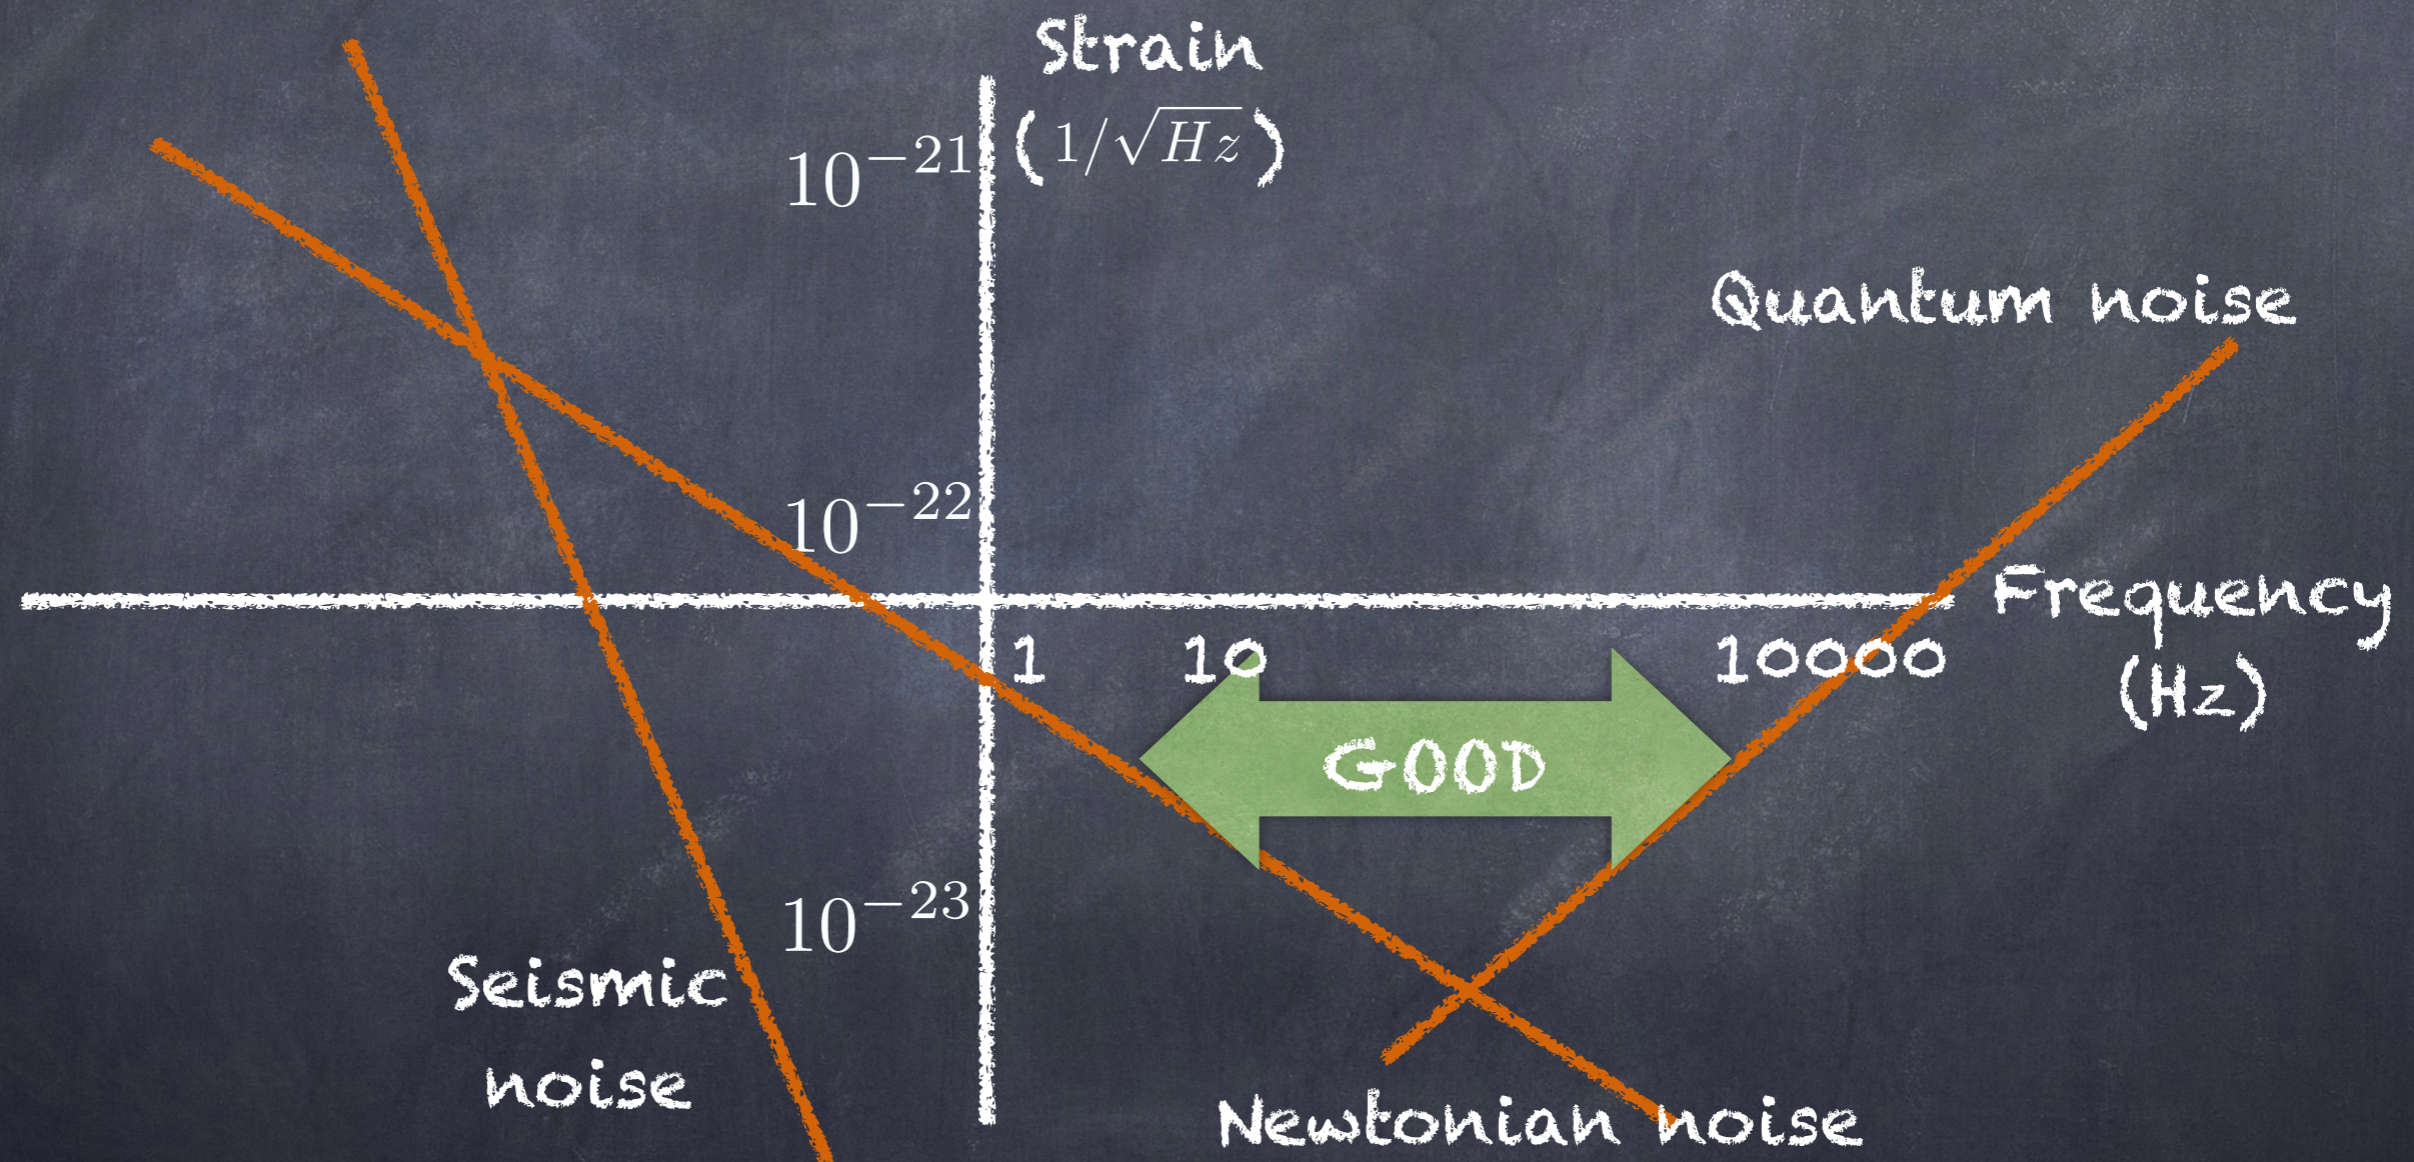 Strain
(1/√Hz)
10⁻²¹
Quantum noise
10⁻²²
Frequency
(Hz)
1
10
10000
GOOD
10⁻²³
Seismic
noise
Newtonian noise